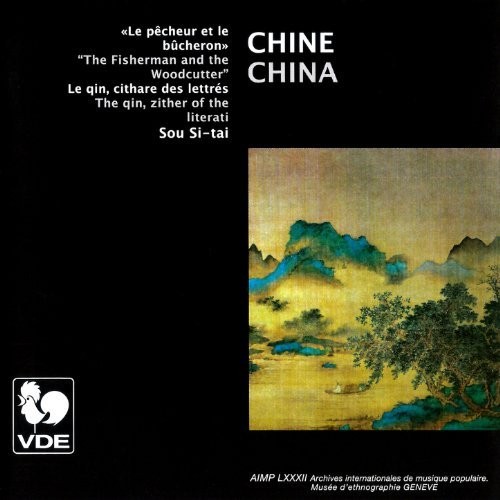 «Le pêcheur et le
bûcheron»
“The Fisherman and the
Woodcutter”
Le qin, cithare des lettrés
The qin, zither of the
literati
Sou Si-tai
CHINE
CHINA
VDE
AIMP LXXXII Archives internationales de musique populaire.
Musée d'ethnographie GENEVE